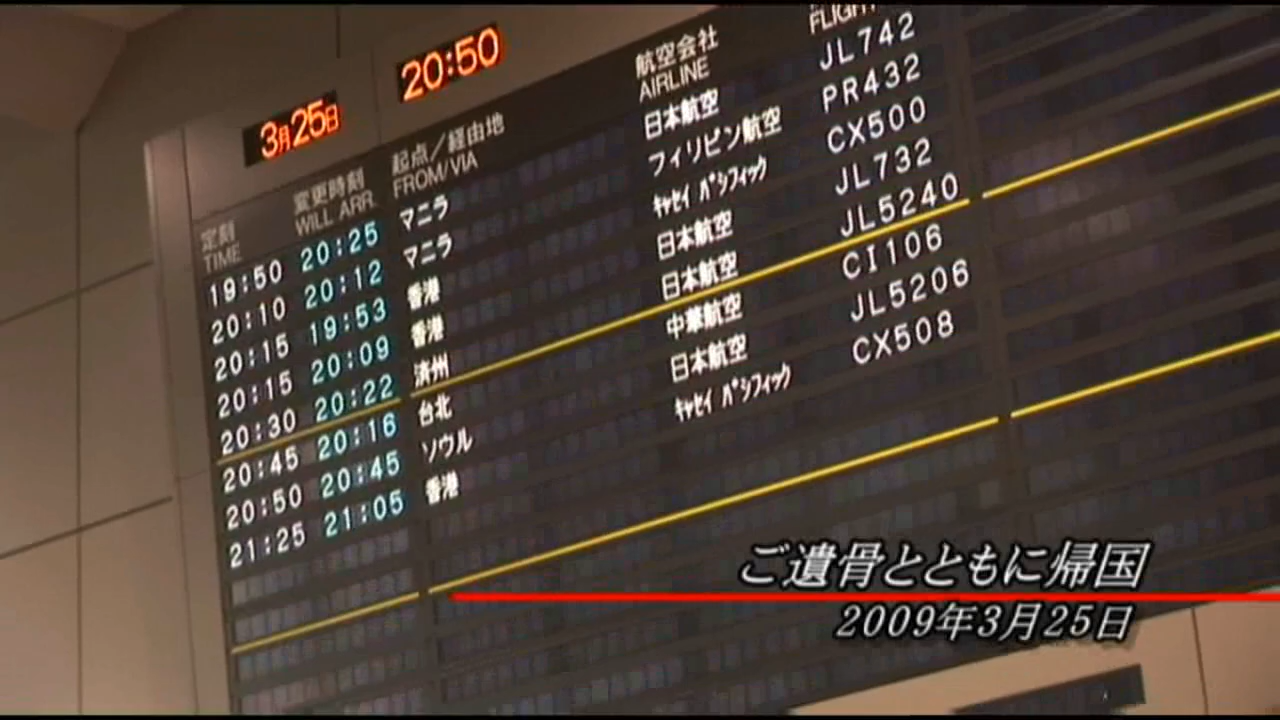 3月25日 20:50
定刻 変更時刻 起点／経由地 航空会社
TIME WILL ARR. FROM/VIA AIRLINE FLIGHT
19:50 20:25 マニラ 日本航空 JL742
20:10 20:12 マニラ フィリピン航空 PR432
20:15 19:53 香港 ｷｬｾｲ ﾊﾟｼﾌｨｯｸ CX500
20:15 20:09 香港 日本航空 JL732
20:30 20:22 済州 日本航空 JL5240
20:45 20:16 台北 中華航空 CI106
20:50 20:45 ソウル 日本航空 JL5206
21:25 21:05 香港 ｷｬｾｲ ﾊﾟｼﾌｨｯｸ CX508
ご遺骨とともに帰国
2009年3月25日